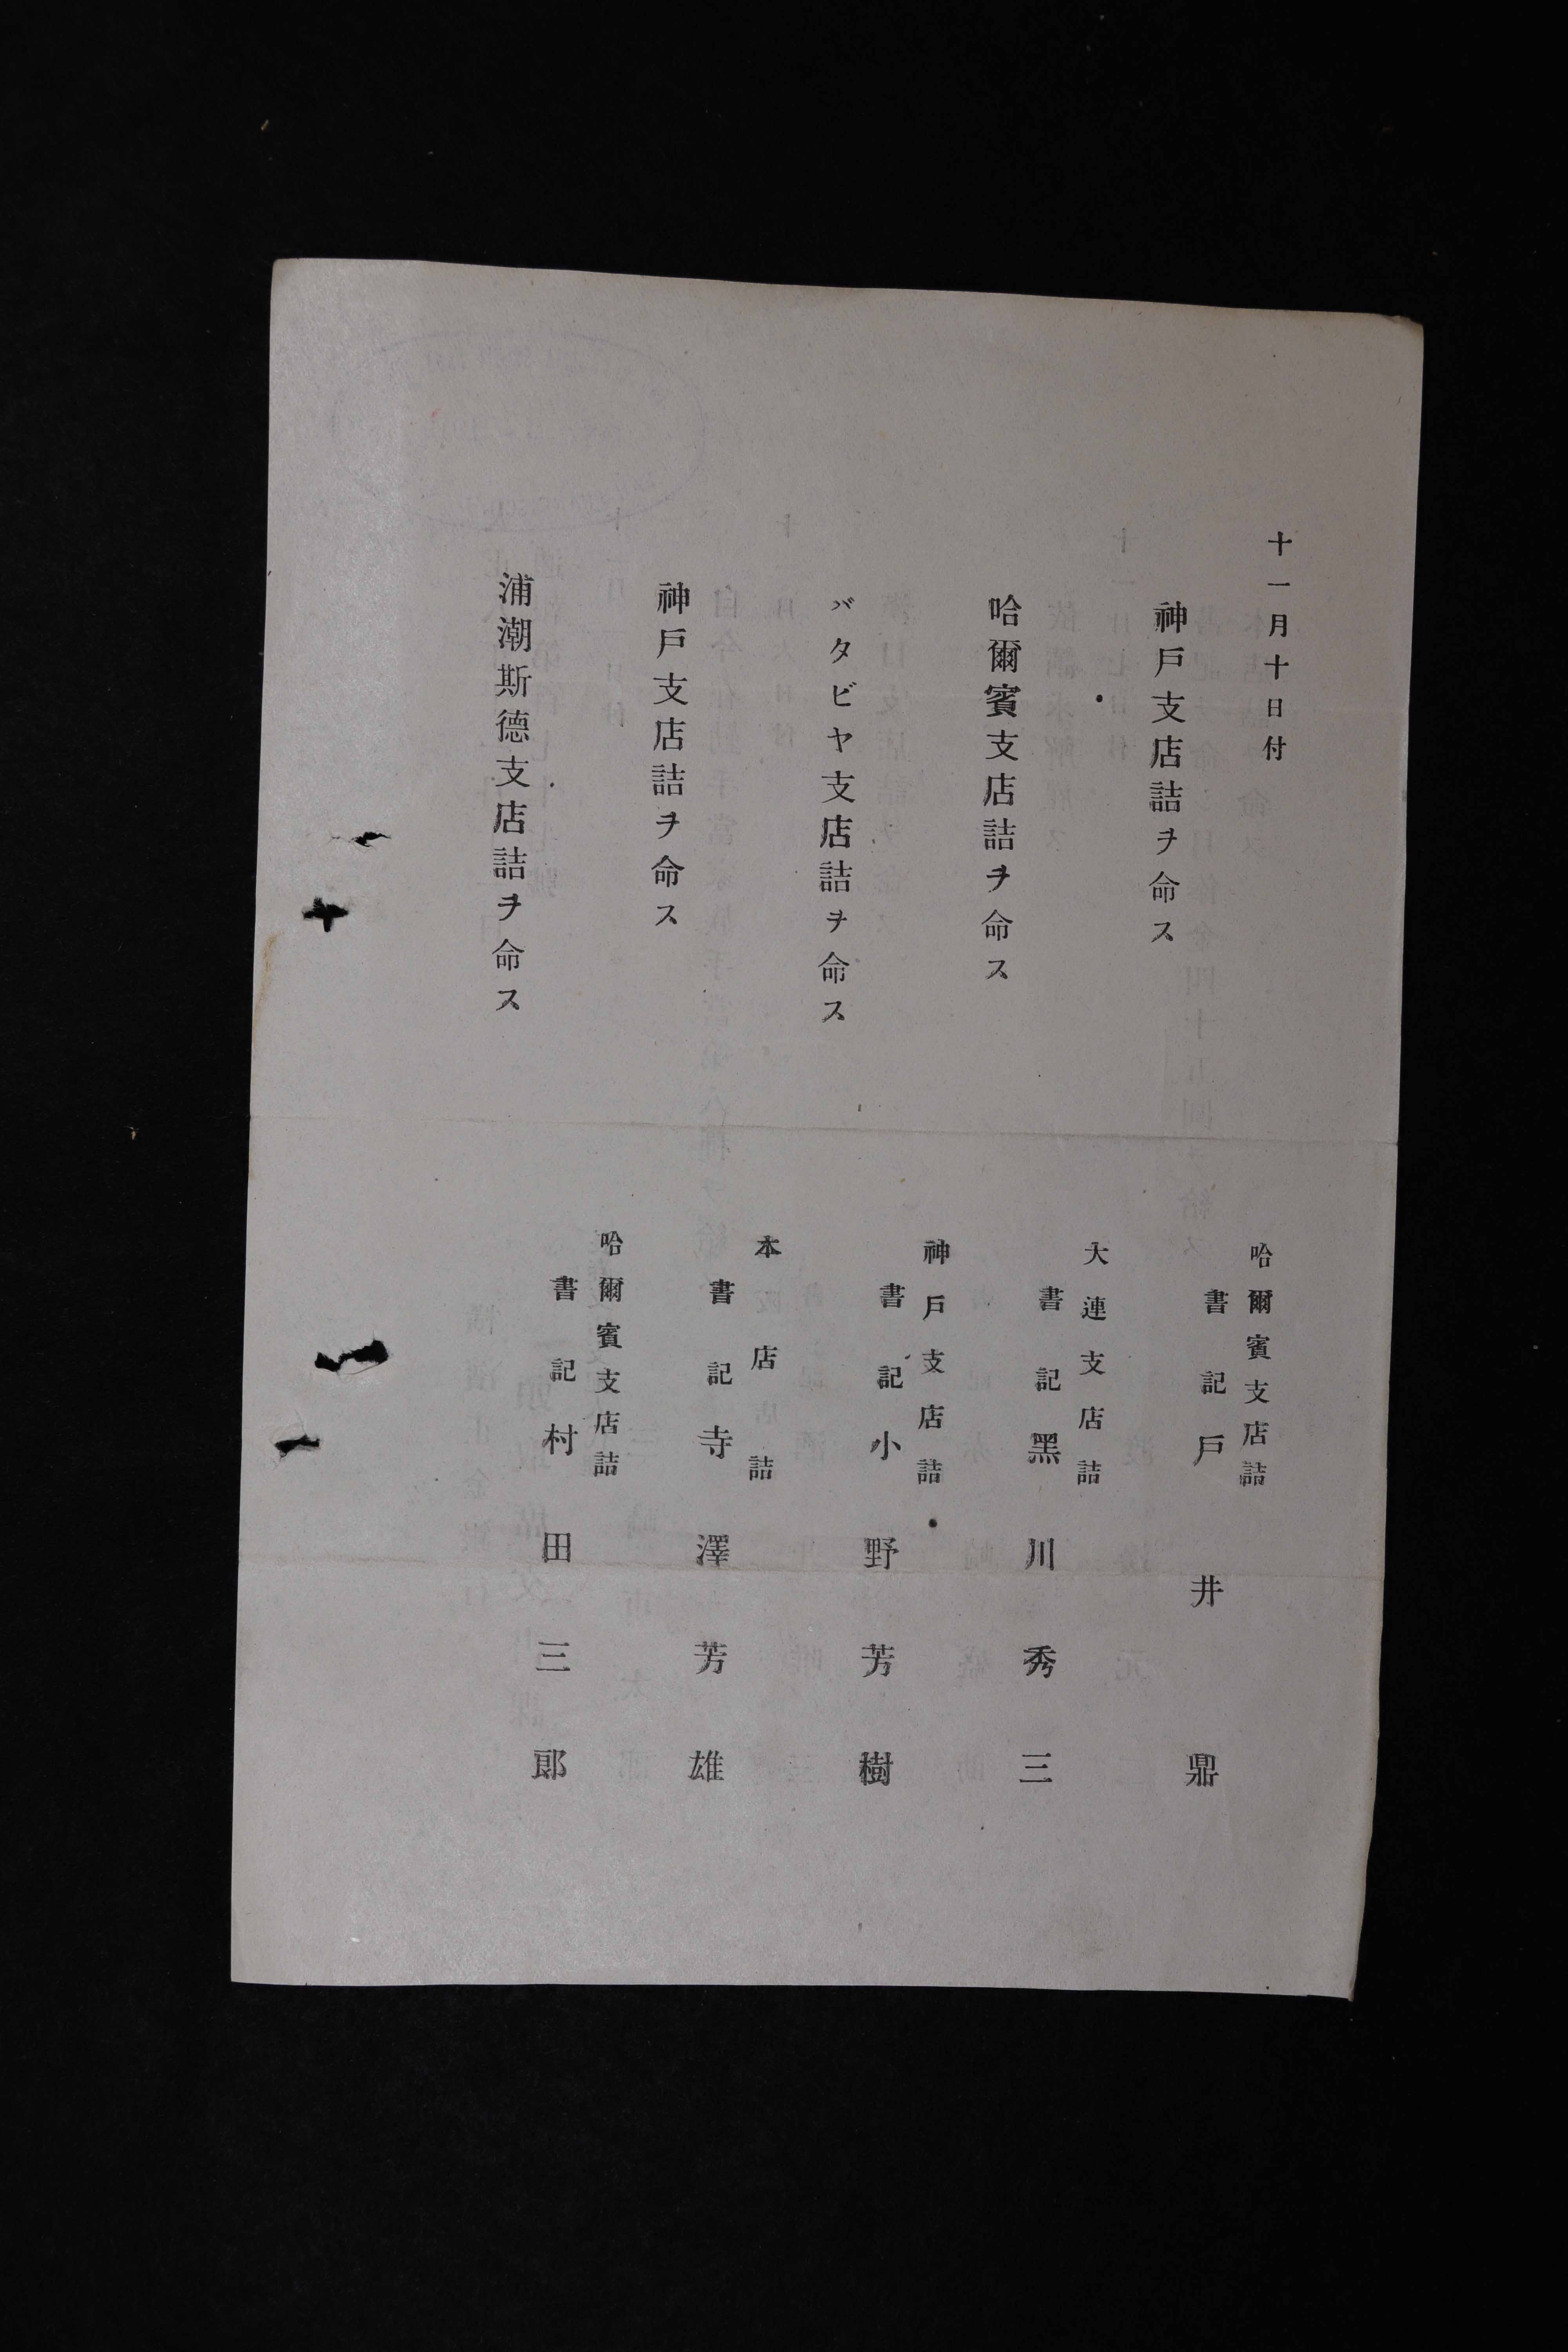 十一月十日付
哈爾賓支店詰
書記戸井鼎
神戸支店詰ヲ命ス
大連支店詰
書記黑川秀三
哈爾賓支店詰ヲ命ス
神戸支店詰
書記小野芳樹
バタビヤ支店詰ヲ命ス
本店詰
書記寺澤芳雄
神戸支店詰ヲ命ス
哈爾賓支店詰
書記村田三郎
浦潮斯德支店詰ヲ命ス